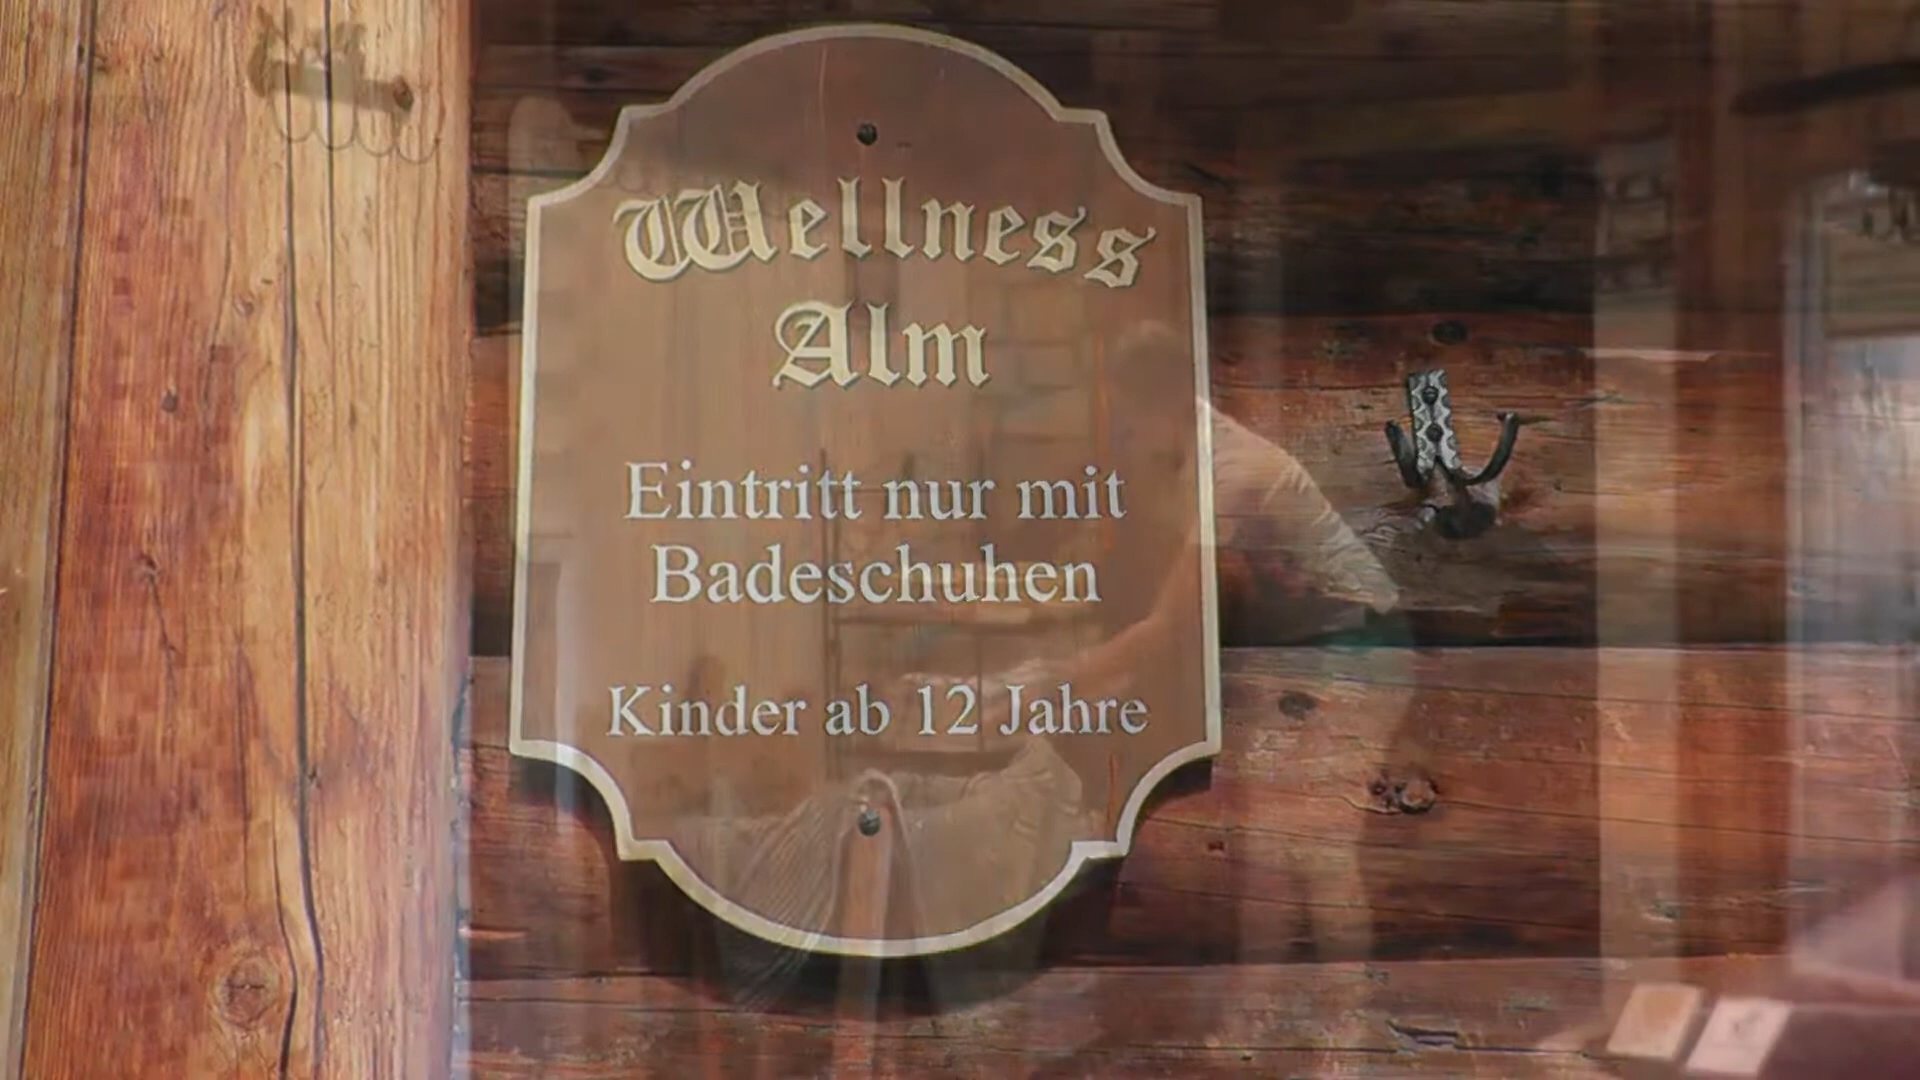 Wellness
Alm
Eintritt nur mit
Badeschuhen
Kinder ab 12 Jahre